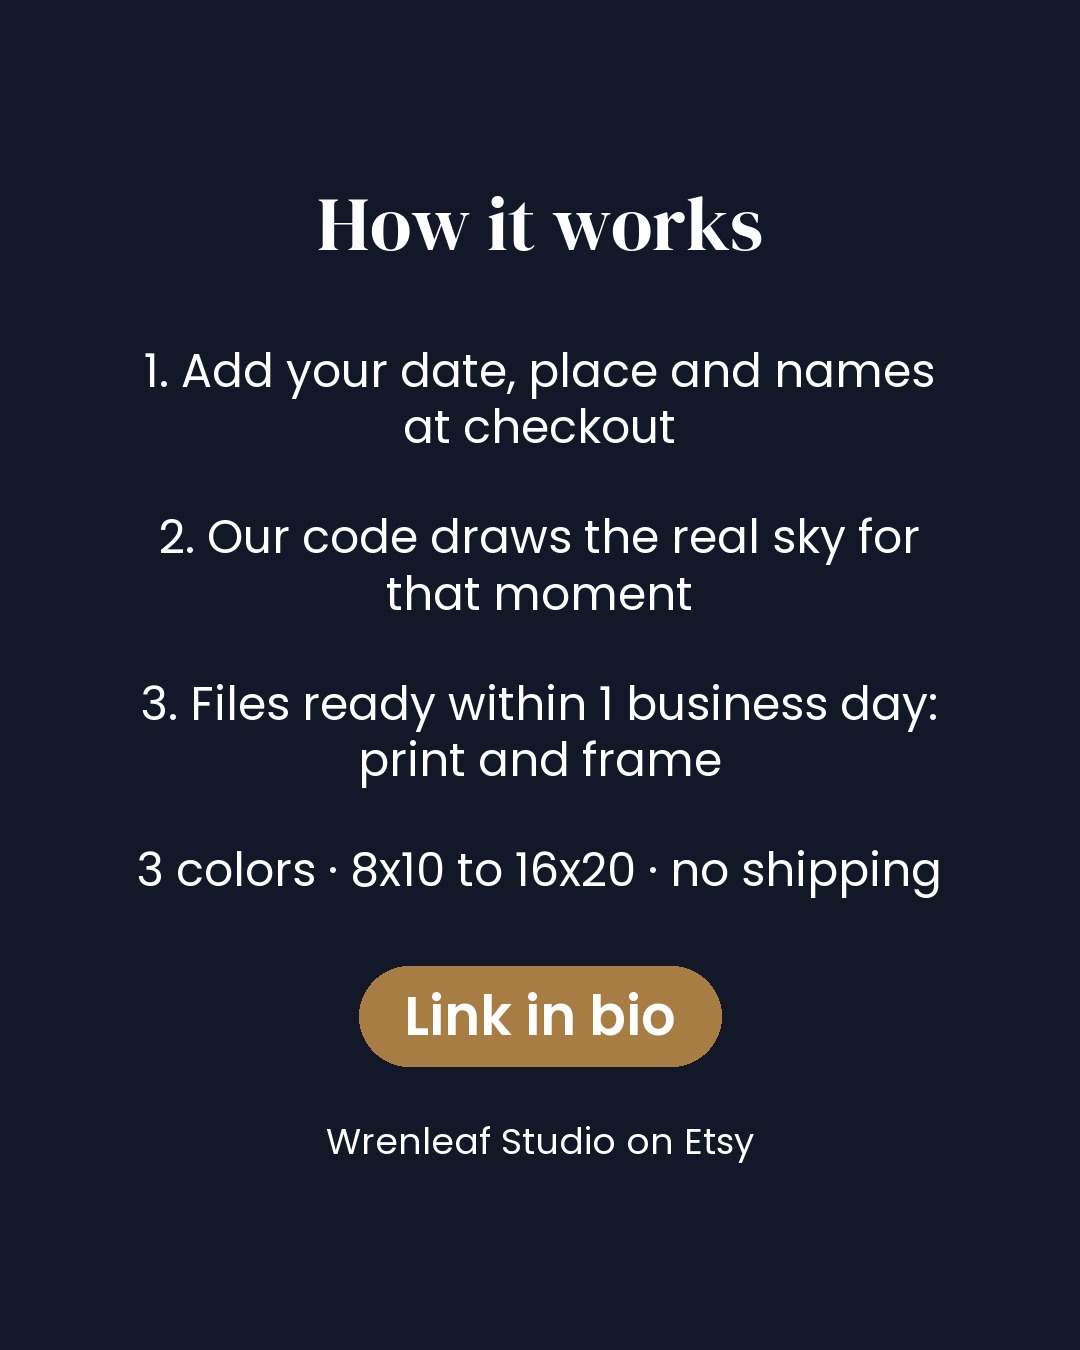 How it works
1. Add your date, place and names
at checkout
2. Our code draws the real sky for
that moment
3. Files ready within 1 business day:
print and frame
3 colors · 8x10 to 16x20 · no shipping
Link in bio
Wrenleaf Studio on Etsy